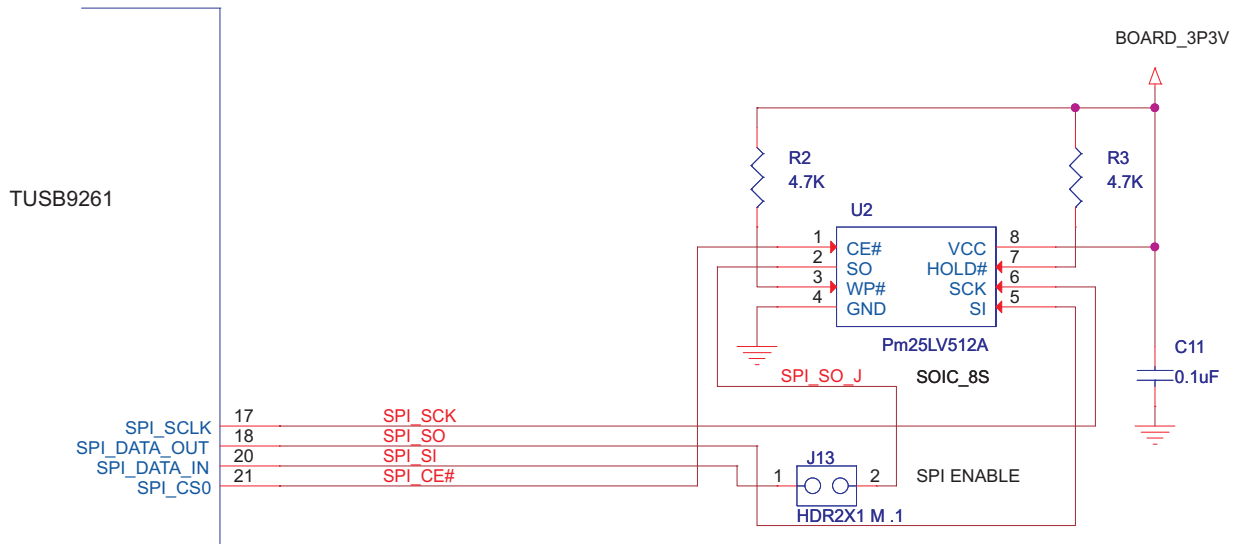 BOARD_3P3V
R2
4.7K
R3
4.7K
TUSB9261
U2
1 CE# VCC 8
2 SO HOLD# 7
3 WP# SCK 6
4 GND SI 5
Pm25LV512A
C11
0.1uF
SPI_SO_J
SOIC_8S
SPI_SCLK 17 SPI_SCK
SPI_DATA_OUT 18 SPI_SO
SPI_DATA_IN 20 SPI_SI
SPI_CS0 21 SPI_CE#
J13
1 2 SPI ENABLE
HDR2X1 M .1